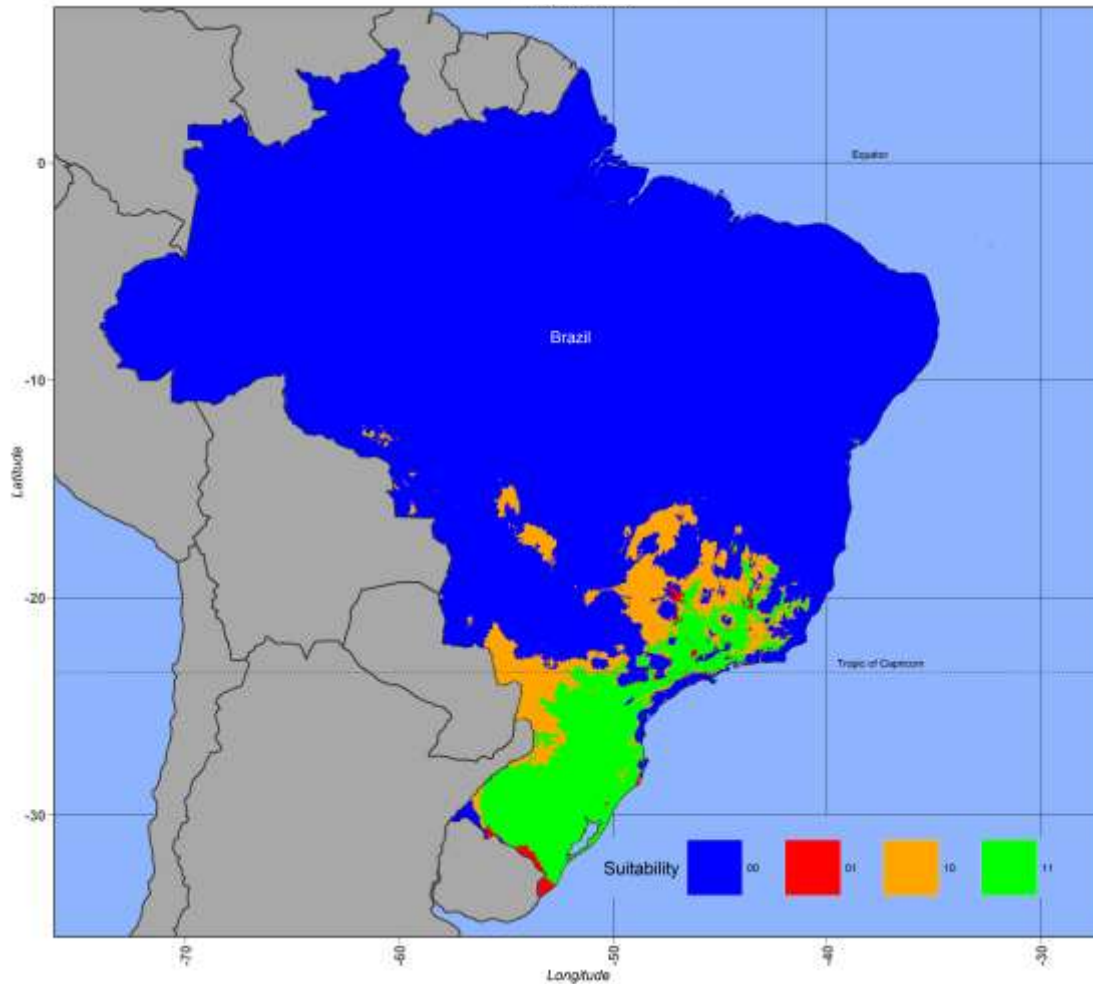 0
Equator
Brazil
-10
Latitude
-20
Tropic of Capricorn
-30
Suitability 00 01 10 11
-70 -60 -50 -40 -30
Longitude